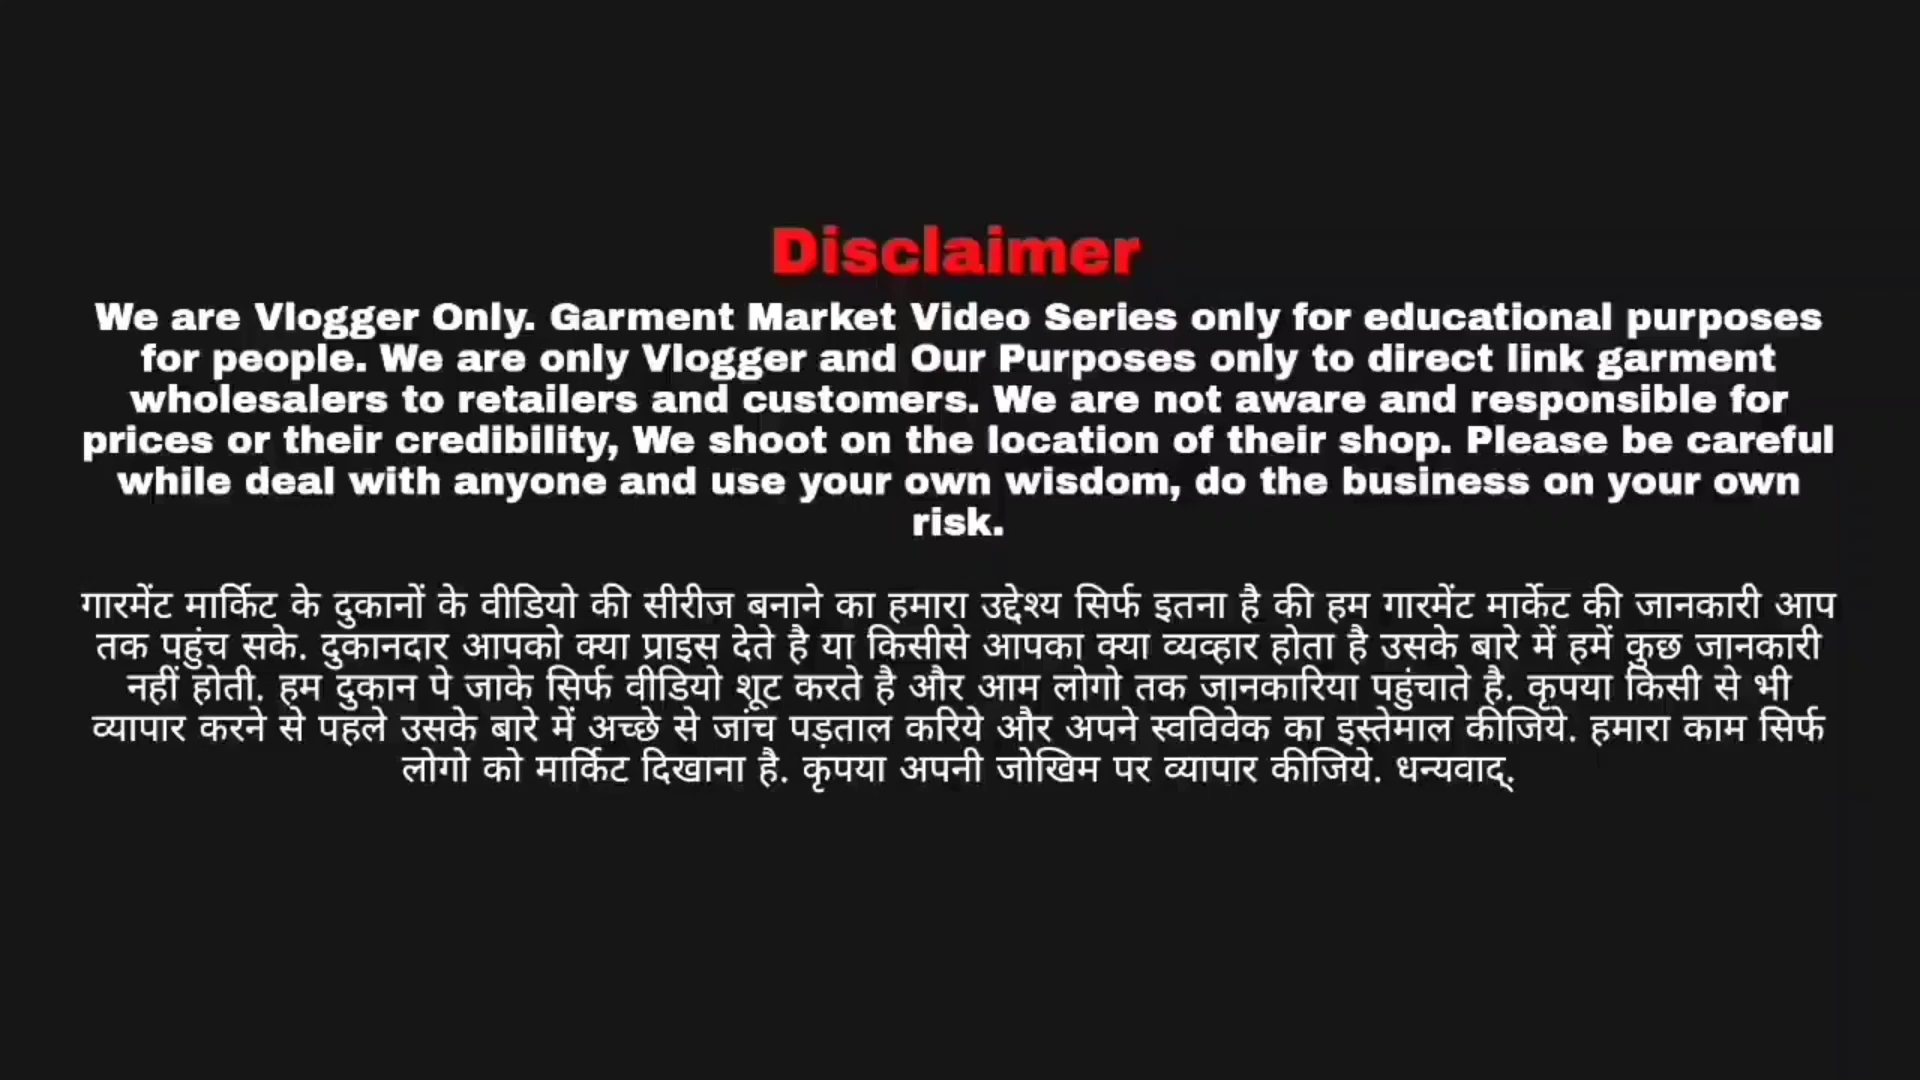 Disclaimer
We are Vlogger Only. Garment Market Video Series only for educational purposes
for people. We are only Vlogger and Our Purposes only to direct link garment
wholesalers to retailers and customers. We are not aware and responsible for
prices or their credibility, We shoot on the location of their shop. Please be careful
while deal with anyone and use your own wisdom, do the business on your own
risk.
गारमेंट मार्किट के दुकानों के वीडियो की सीरीज बनाने का हमारा उद्देश्य सिर्फ इतना है की हम गारमेंट मार्केट की जानकारी आप
तक पहुंच सके. दुकानदार आपको क्या प्राइस देते है या किसीसे आपका क्या व्यव्हार होता है उसके बारे में हमें कुछ जानकारी
नहीं होती. हम दुकान पे जाके सिर्फ वीडियो शूट करते है और आम लोगो तक जानकारिया पहुंचाते है. कृपया किसी से भी
व्यापार करने से पहले उसके बारे में अच्छे से जांच पड़ताल करिये और अपने स्वविवेक का इस्तेमाल कीजिये. हमारा काम सिर्फ
लोगो को मार्किट दिखाना है. कृपया अपनी जोखिम पर व्यापार कीजिये. धन्यवाद्.